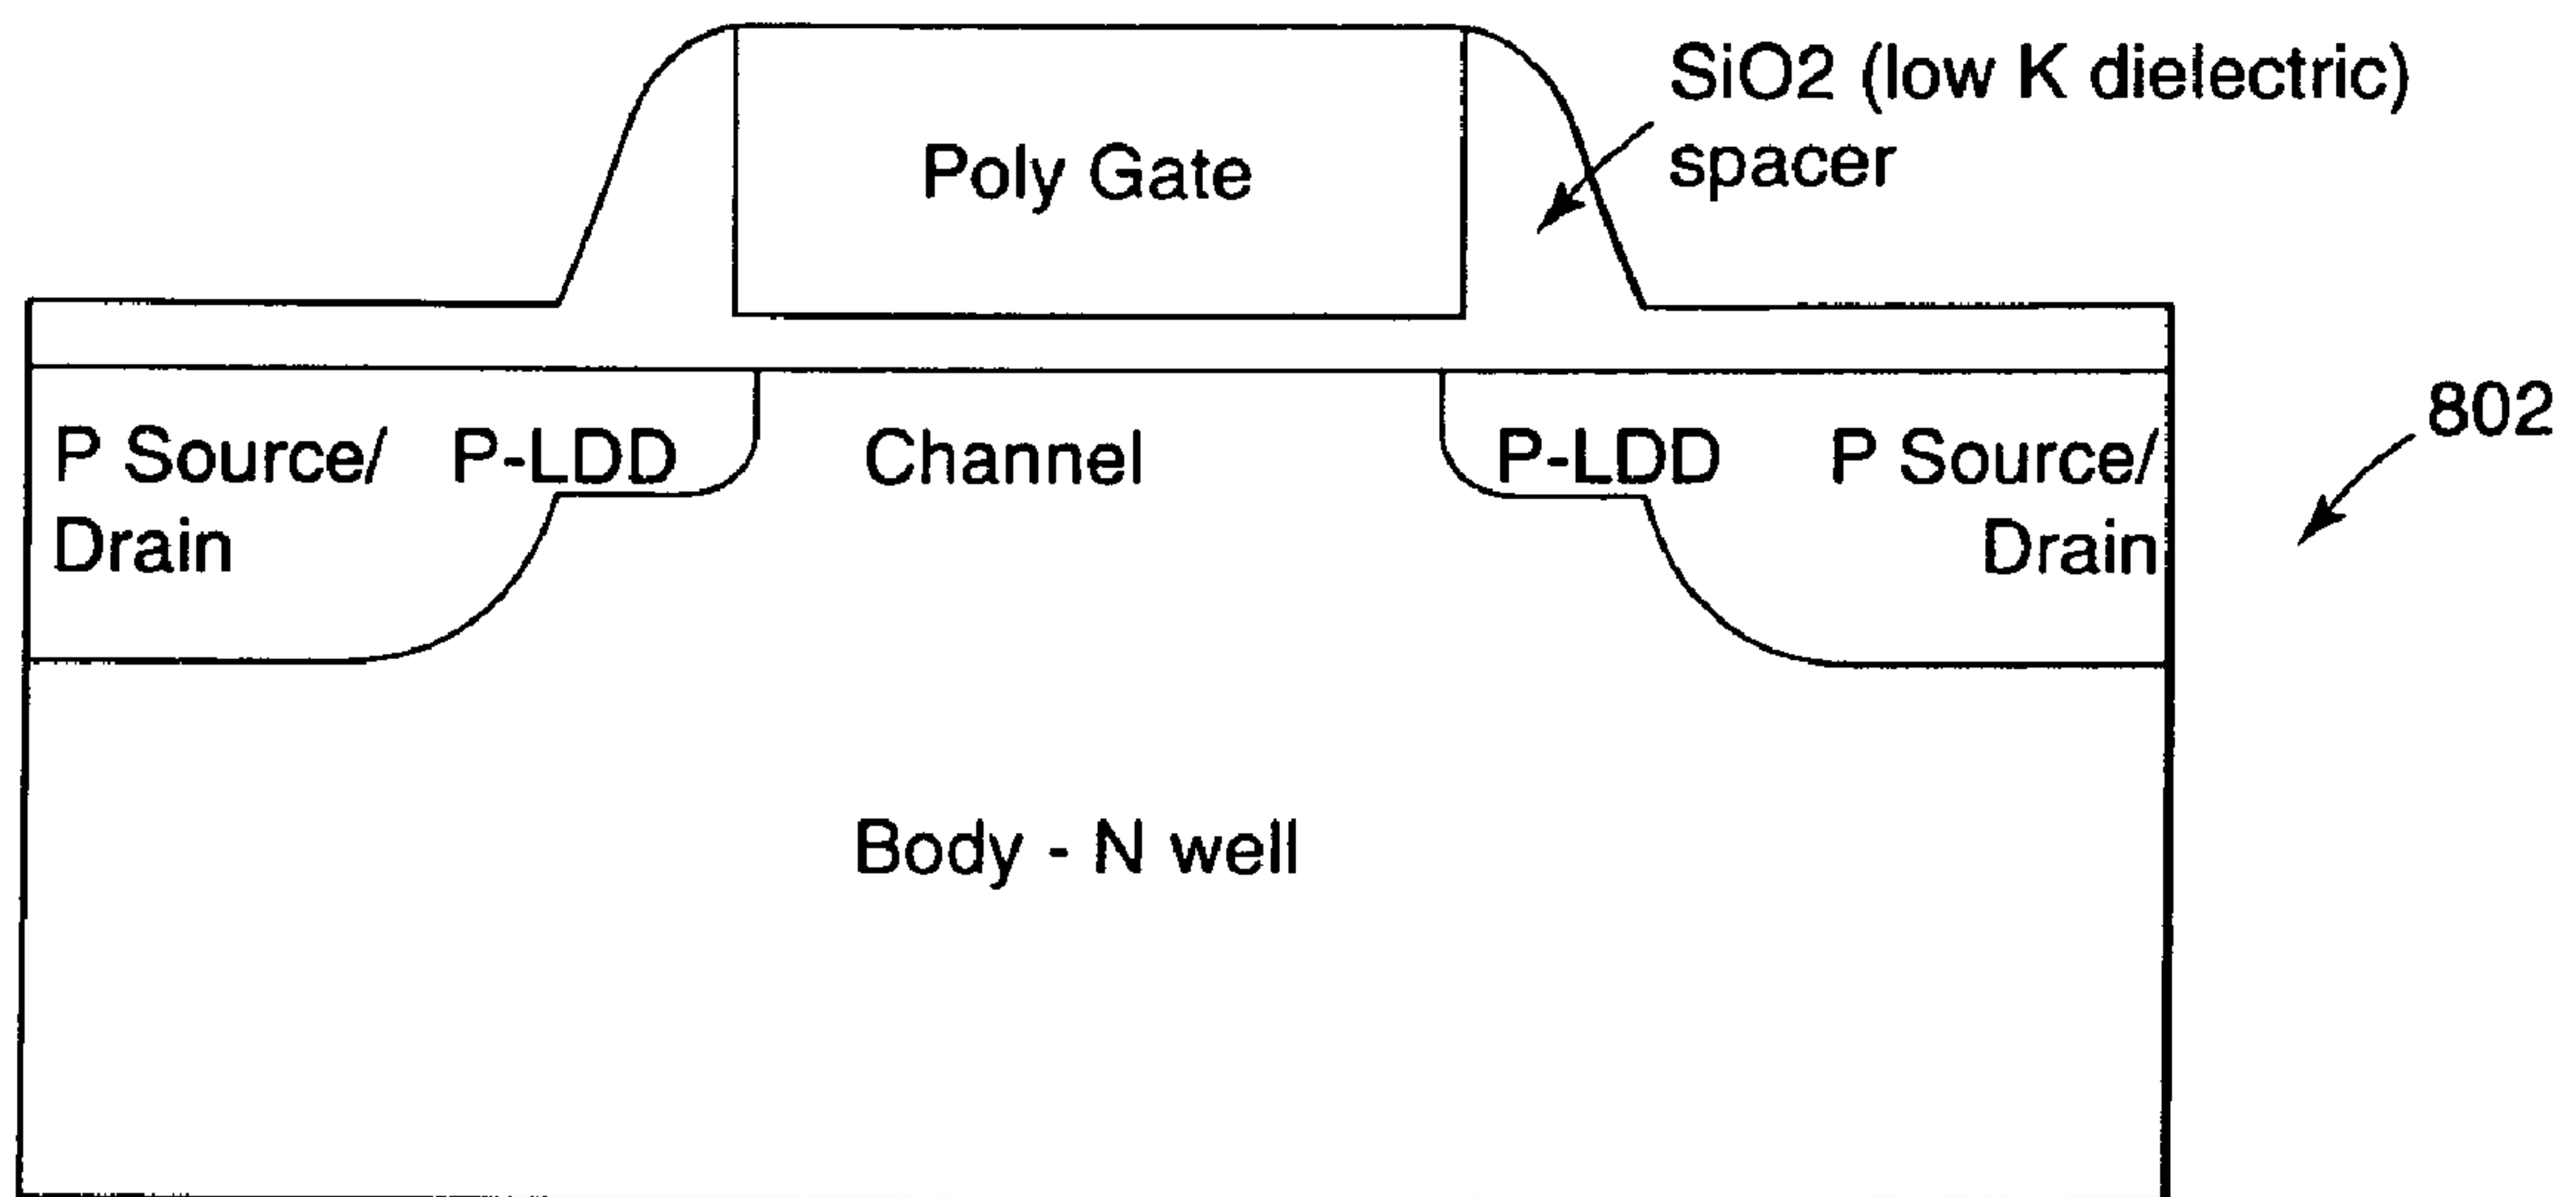 SiO2 (low K dielectric)
spacer
Poly Gate
802
P Source/
Drain
P-LDD
Channel
P-LDD
P Source/
Drain
Body - N well